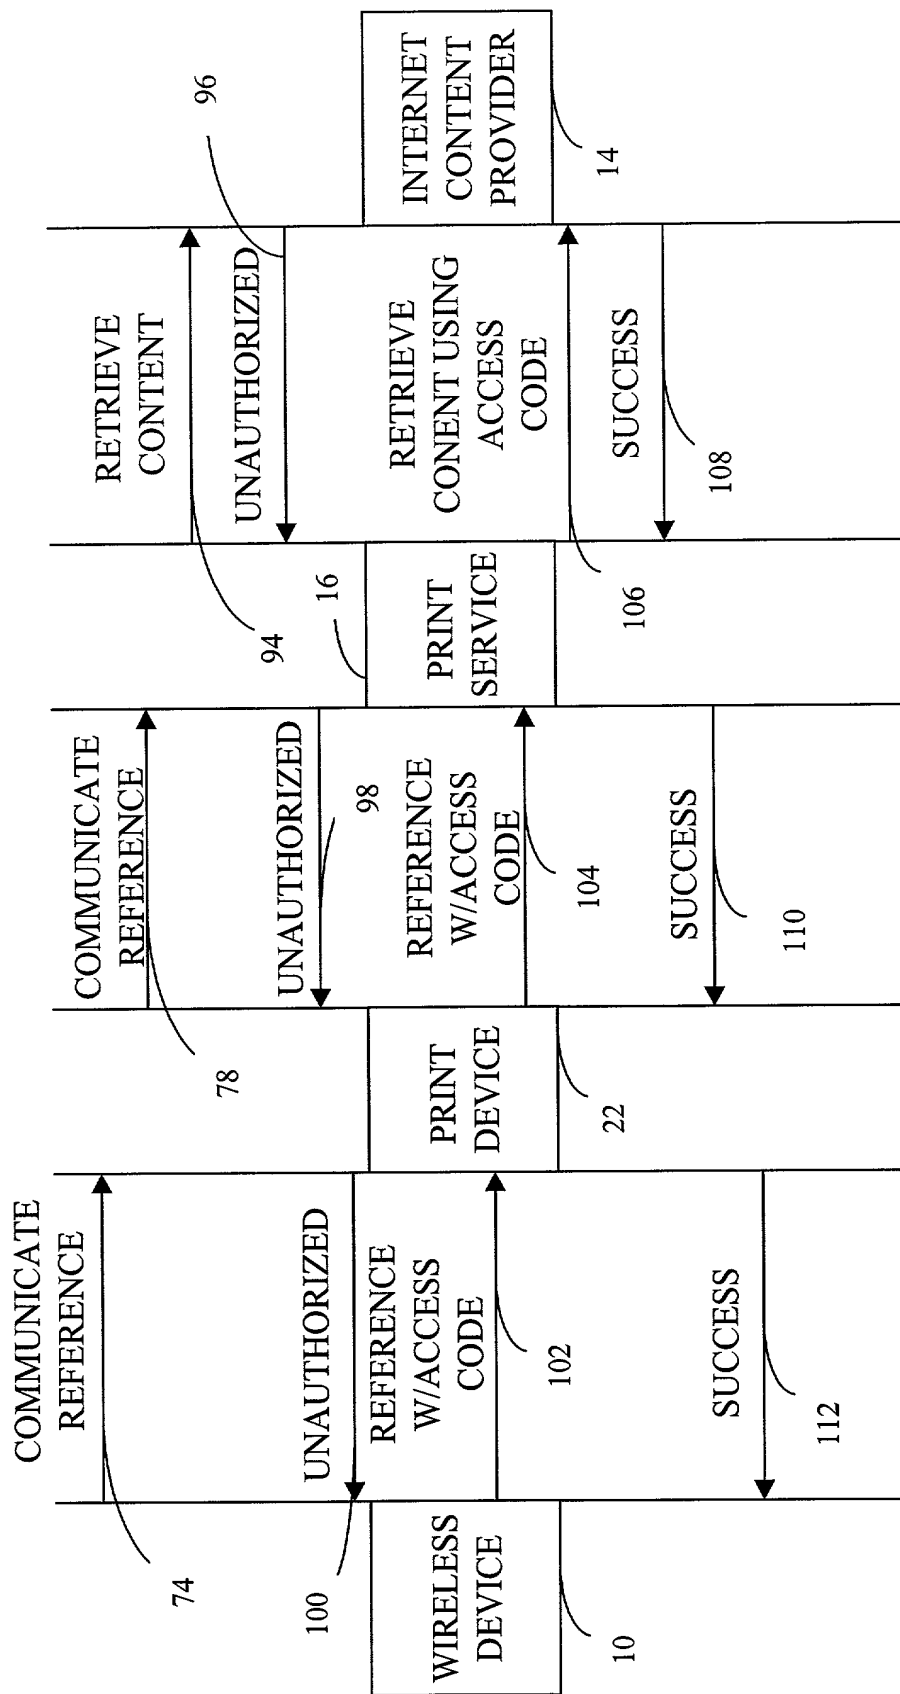 COMMUNICATE
REFERENCE
74
UNAUTHORIZED
100
REFERENCE
W/ACCESS
CODE
102
SUCCESS
112
WIRELESS
DEVICE
10
COMMUNICATE
REFERENCE
78
UNAUTHORIZED
98
REFERENCE
W/ACCESS
CODE
104
SUCCESS
110
PRINT
DEVICE
22
RETRIEVE
CONTENT
94
UNAUTHORIZED
96
RETRIEVE
CONENT USING
ACCESS
CODE
106
SUCCESS
108
PRINT
SERVICE
16
INTERNET
CONTENT
PROVIDER
14